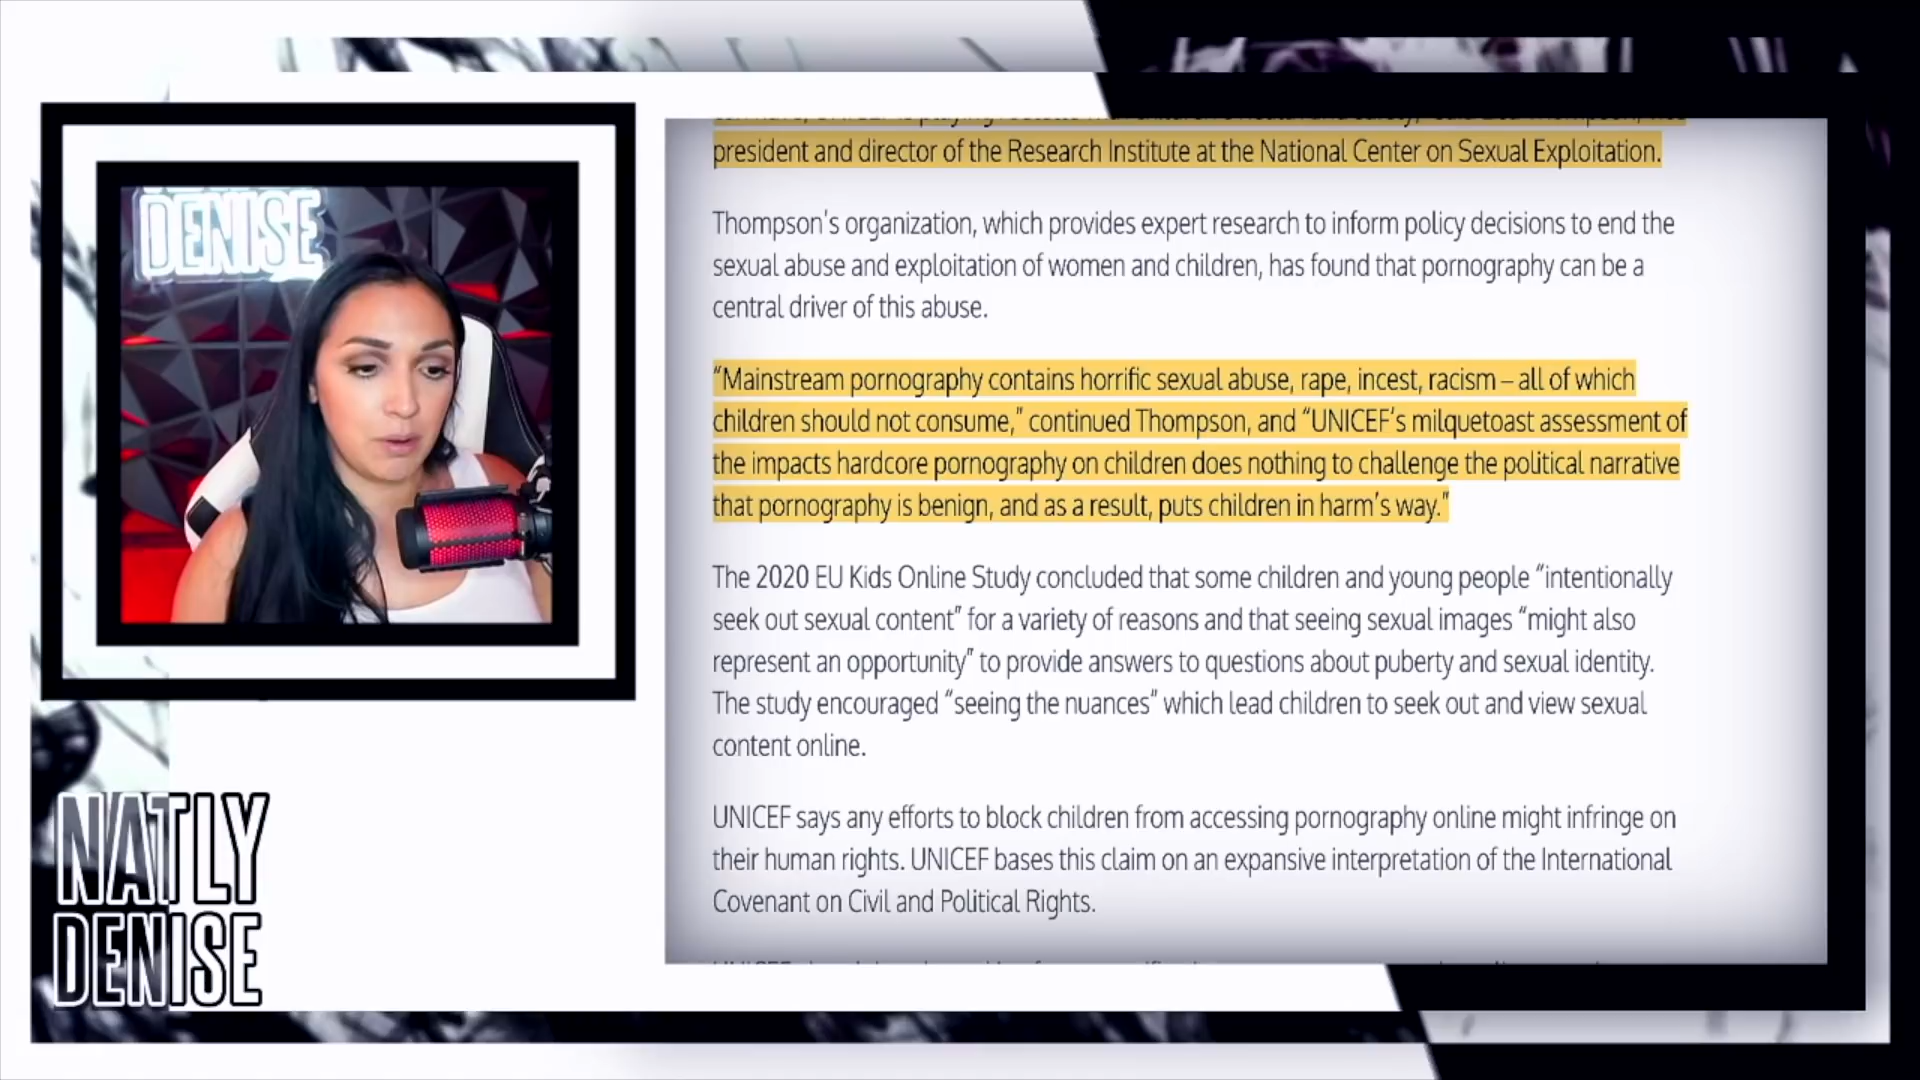 DENISE
president and director of the Research Institute at the National Center on Sexual Exploitation.
Thompson's organization, which provides expert research to inform policy decisions to end the
sexual abuse and exploitation of women and children, has found that pornography can be a
central driver of this abuse.
“Mainstream pornography contains horrific sexual abuse, rape, incest, racism – all of which
children should not consume,” continued Thompson, and “UNICEF’s milquetoast assessment of
the impacts hardcore pornography on children does nothing to challenge the political narrative
that pornography is benign, and as a result, puts children in harm’s way.”
The 2020 EU Kids Online Study concluded that some children and young people “intentionally
seek out sexual content” for a variety of reasons and that seeing sexual images “might also
represent an opportunity” to provide answers to questions about puberty and sexual identity.
The study encouraged “seeing the nuances” which lead children to seek out and view sexual
content online.
UNICEF says any efforts to block children from accessing pornography online might infringe on
their human rights. UNICEF bases this claim on an expansive interpretation of the International
Covenant on Civil and Political Rights.
NATLY
DENISE